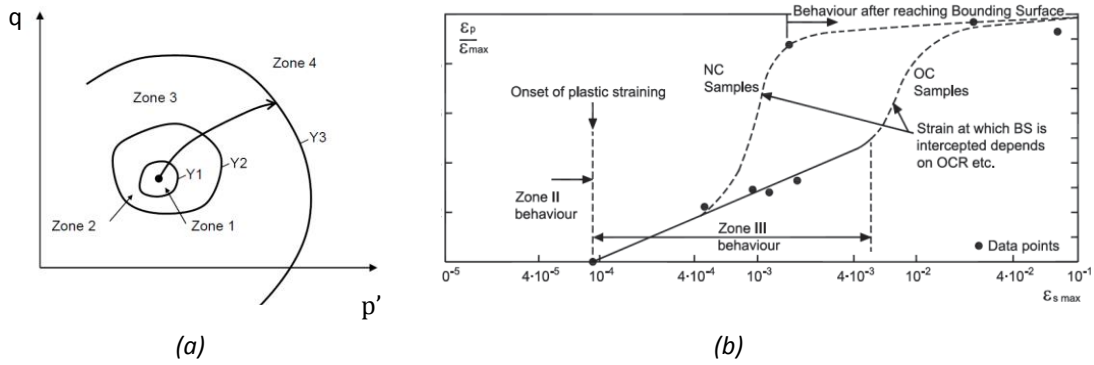 q
Zone 4
Zone 3
Y3
Y1
Y2
Zone 2
Zone 1
p'
(a)
Behaviour after reaching Bounding Surface
εp
εmax
NC
Samples
OC
Samples
Onset of plastic straining
Strain at which BS is
intercepted depends
on OCR etc.
Zone II
behaviour
Zone III
behaviour
Data points
0-5
4·10-5
10-4
4·10-4
10-3
4·10-3
10-2
4·10-2
10-1
εs max
(b)